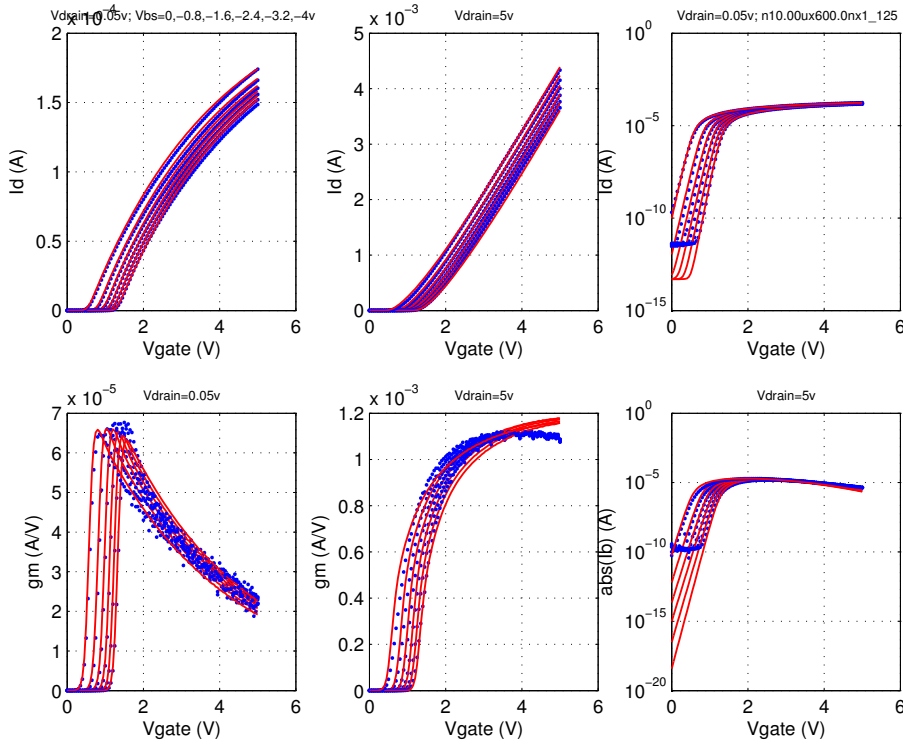 Vdrain=0.05v; Vbs=0,−0.8,−1.6,−2.4,−3.2,−4v
x 10−4
2
1.5
1
0.5
0
Id (A)
0 2 4 6
Vgate (V)
Vdrain=5v
x 10−3
5
4
3
2
1
0
Id (A)
0 2 4 6
Vgate (V)
Vdrain=0.05v; n10.00ux600.0nx1_125
10^0
10^−5
10^−10
10^−15
Id (A)
0 2 4 6
Vgate (V)
Vdrain=0.05v
x 10−5
7
6
5
4
3
2
1
0
gm (A/V)
0 2 4 6
Vgate (V)
Vdrain=5v
x 10−3
1.2
1
0.8
0.6
0.4
0.2
0
gm (A/V)
0 2 4 6
Vgate (V)
Vdrain=5v
10^0
10^−5
10^−10
10^−15
10^−20
abs(Ib) (A)
0 2 4 6
Vgate (V)